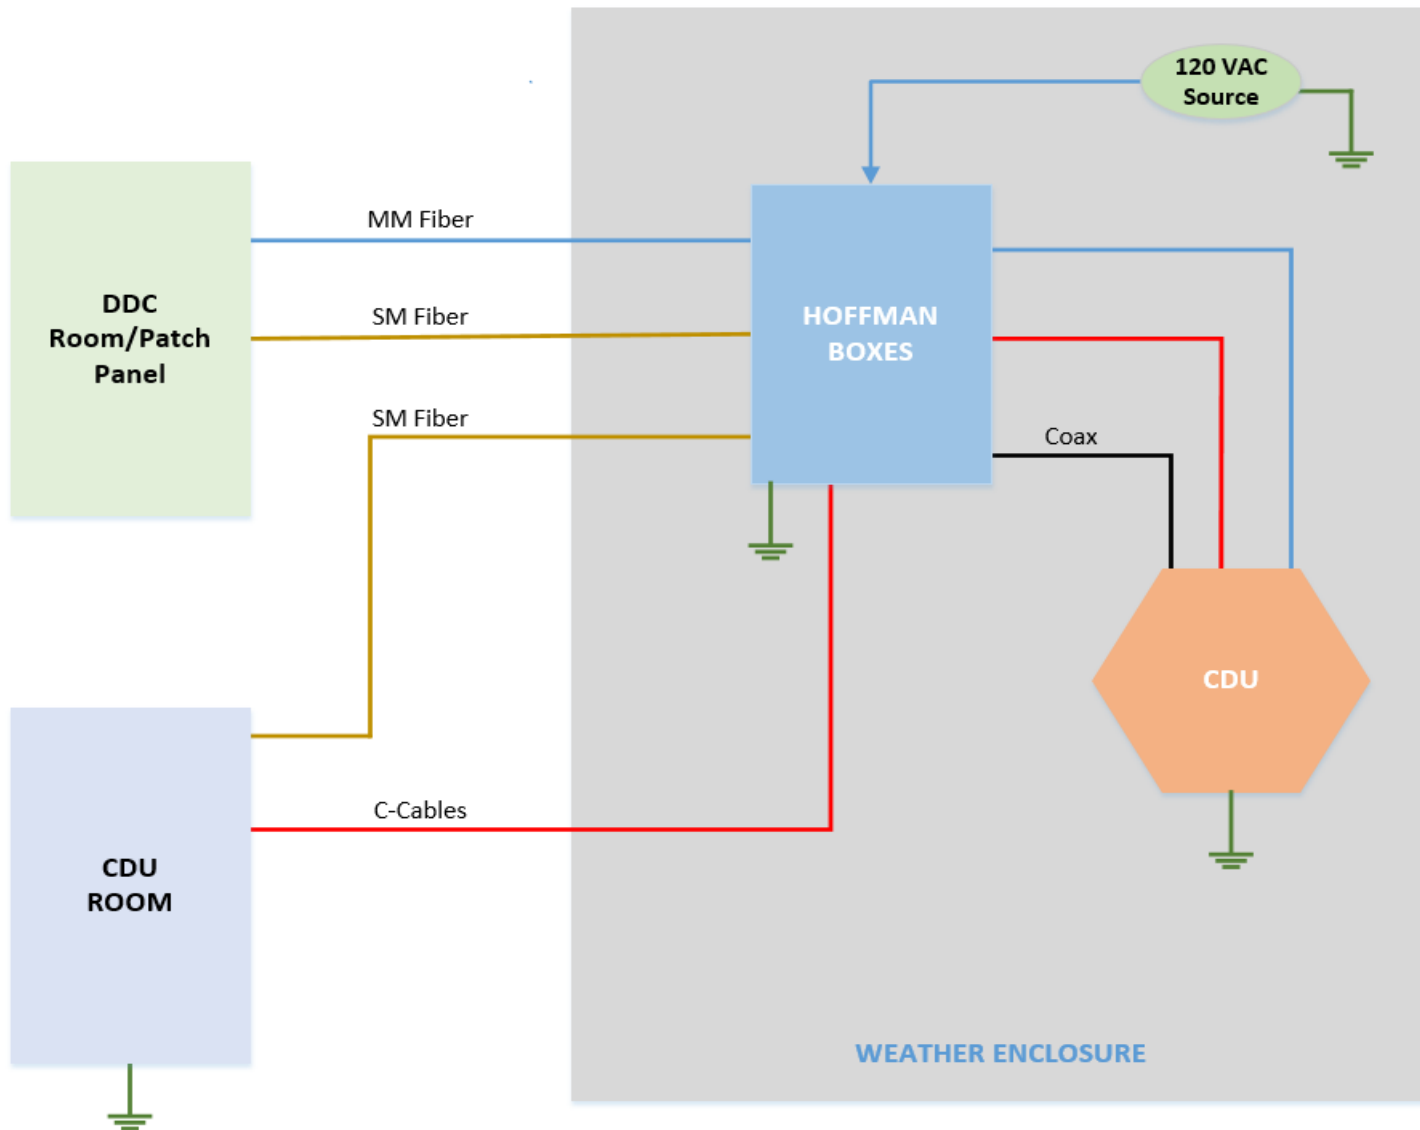 120 VAC
Source
MM Fiber
DDC
Room/Patch
Panel
SM Fiber
HOFFMAN
BOXES
SM Fiber
Coax
CDU
C-Cables
CDU
ROOM
WEATHER ENCLOSURE